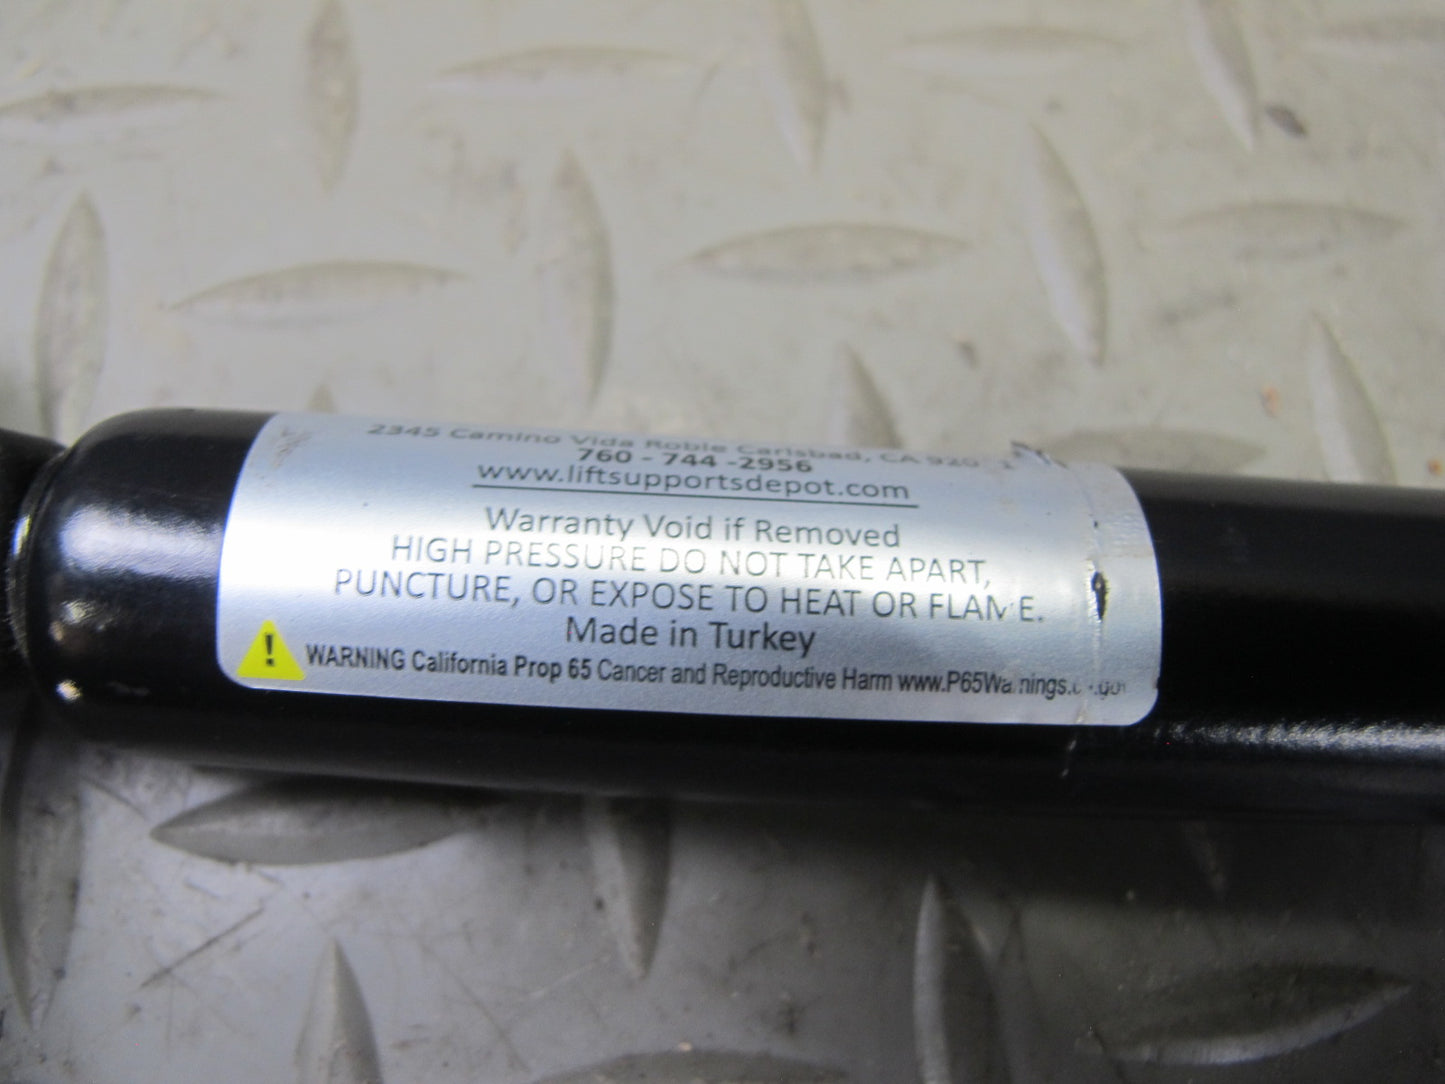 2345 Camino Vida Roble Carlsbad, CA
760 - 744 -2956
www.liftsupportsdepot.com
Warranty Void if Removed
HIGH PRESSURE DO NOT TAKE APART,
PUNCTURE, OR EXPOSE TO HEAT OR FLAME.
Made in Turkey
WARNING California Prop 65 Cancer and Reproductive Harm